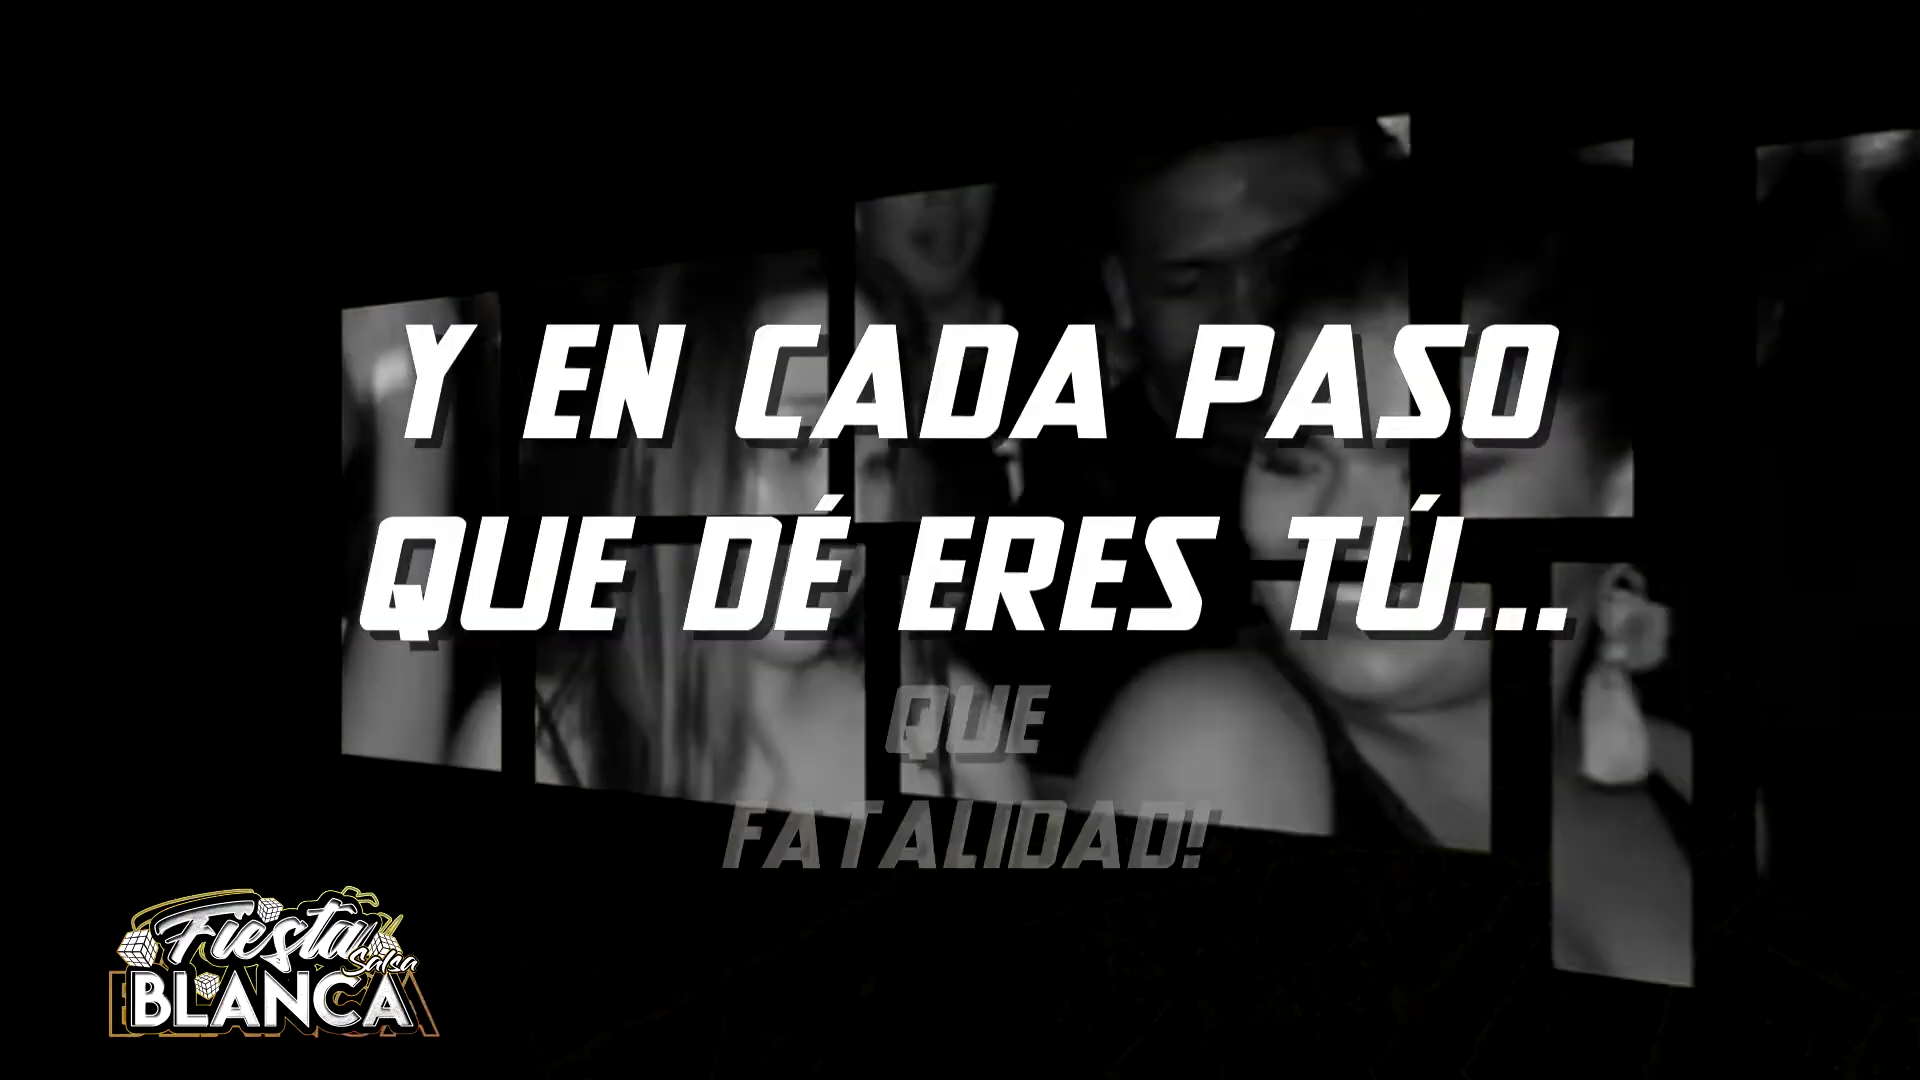 Y EN CADA PASO
QUE DÉ ERES TÚ...
QUE
FATALIDAD!
Fiesta
Salsa
BLANCA